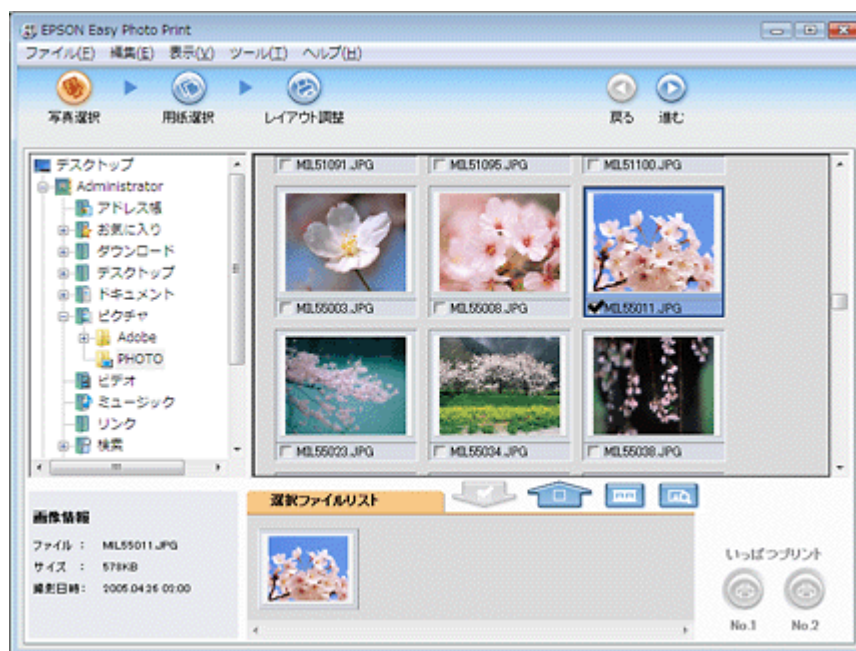 EPSON Easy Photo Print
ファイル(F) 編集(E) 表示(V) ツール(T) ヘルプ(H)
写真選択 用紙選択 レイアウト調整 戻る 進む
デスクトップ
Administrator
アドレス帳
お気に入り
ダウンロード
デスクトップ
ドキュメント
ピクチャ
Adobe
PHOTO
ビデオ
ミュージック
リンク
検索
MIL51091.JPG MIL51095.JPG MIL51100.JPG
MIL55003.JPG MIL55008.JPG MIL55011.JPG
MIL55023.JPG MIL55034.JPG MIL55038.JPG
画像情報
ファイル : MIL55011.JPG
サイズ : 578KB
撮影日時: 2005.04.26 02:00
選択ファイルリスト
いっぱつプリント
No.1 No.2